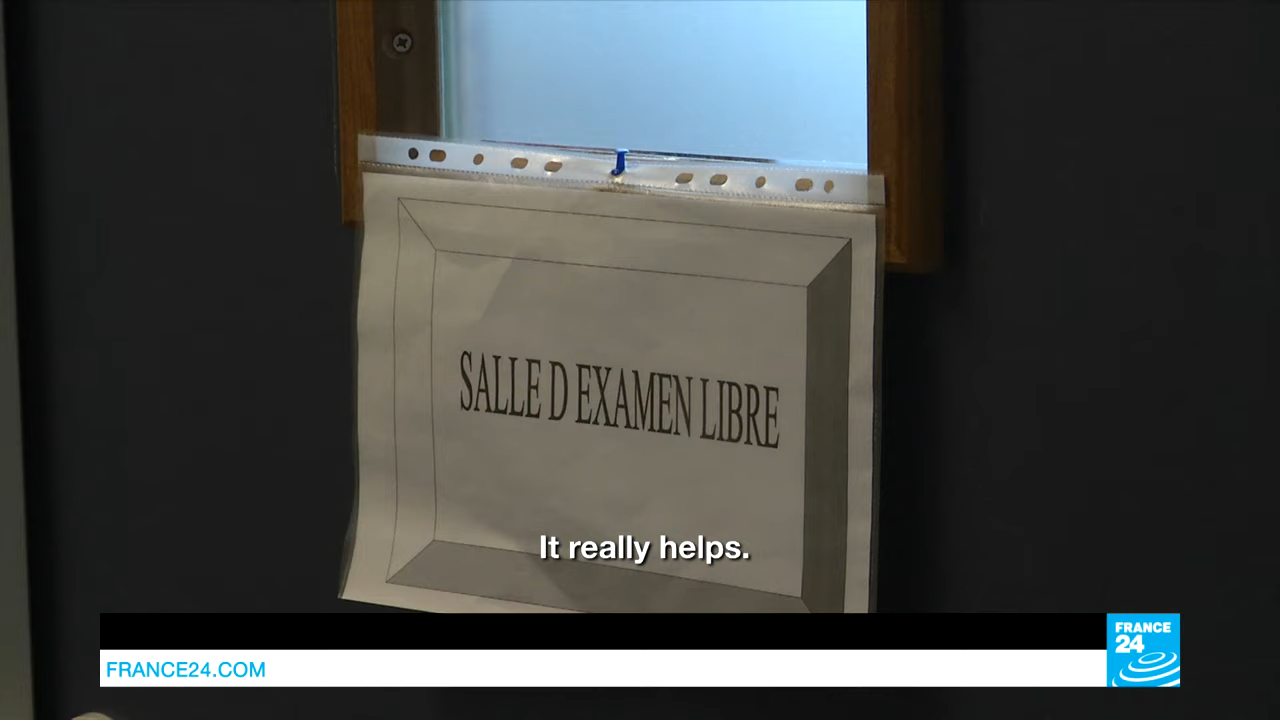 SALLE D EXAMEN LIBRE
It really helps.
FRANCE24.COM
FRANCE
24